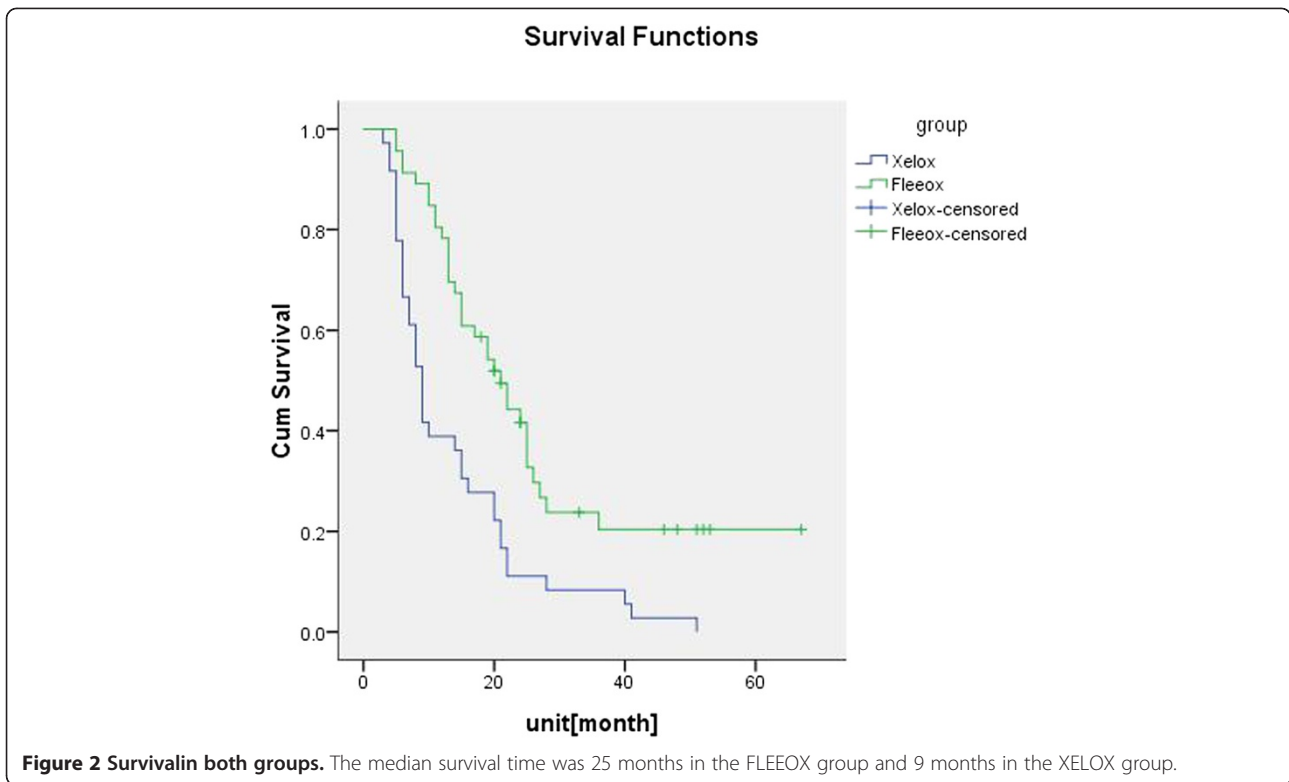 Survival Functions
Cum Survival
1.0
0.8
0.6
0.4
0.2
0.0
0
20
40
60
unit[month]
group
Xelox
Fleeox
Xelox-censored
Fleeox-censored
Figure 2 Survivalin both groups. The median survival time was 25 months in the FLEEOX group and 9 months in the XELOX group.